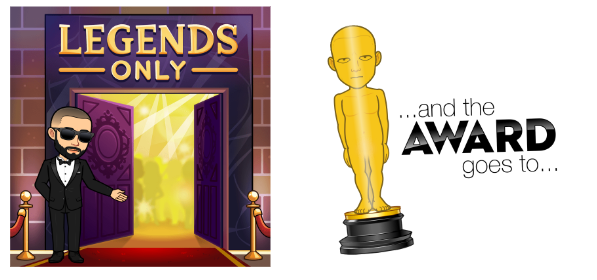 LEGENDS
ONLY
...and the
AWARD
goes to...